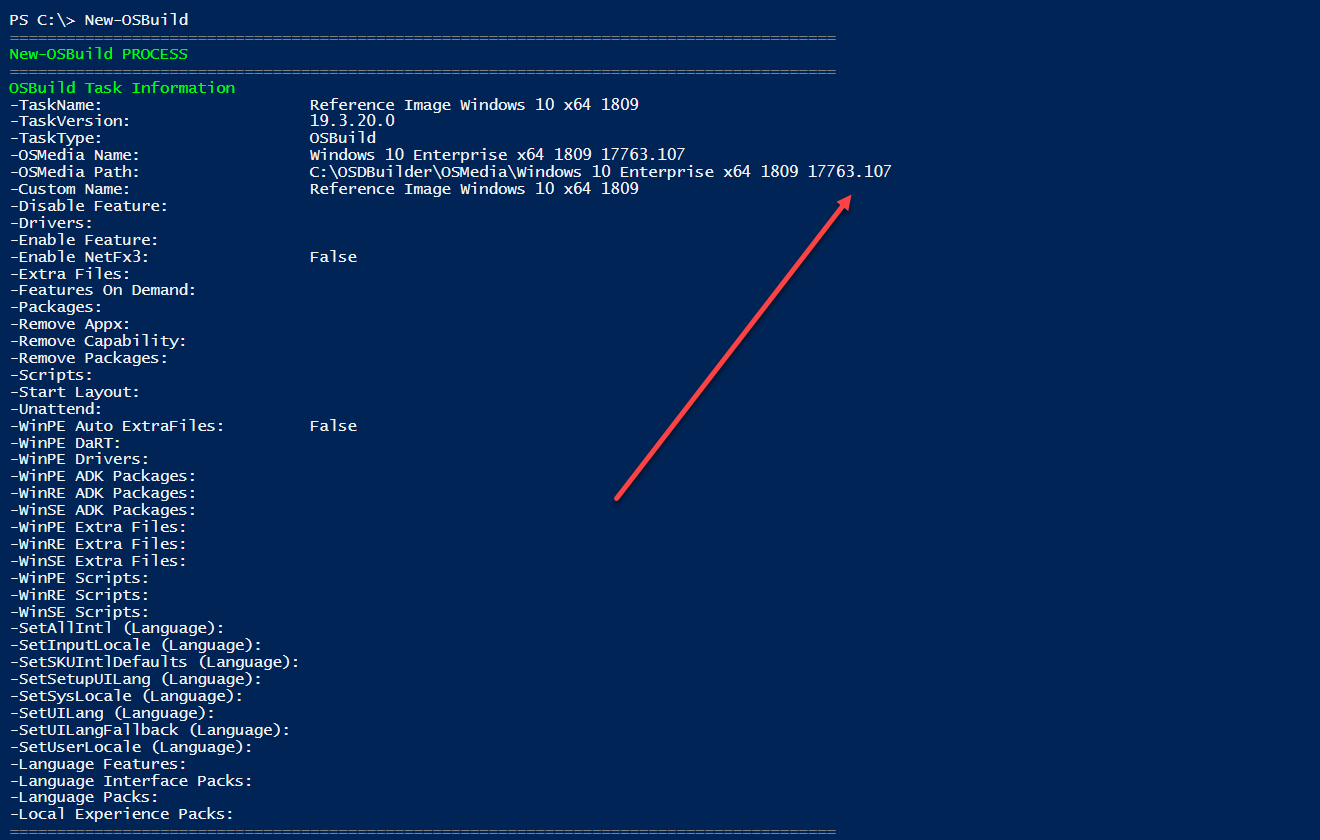 PS C:\> New-OSBuild
========================================================================================
New-OSBuild PROCESS
========================================================================================
OSBuild Task Information
-TaskName: Reference Image Windows 10 x64 1809
-TaskVersion: 19.3.20.0
-TaskType: OSBuild
-OSMedia Name: Windows 10 Enterprise x64 1809 17763.107
-OSMedia Path: C:\OSDBuilder\OSMedia\Windows 10 Enterprise x64 1809 17763.107
-Custom Name: Reference Image Windows 10 x64 1809
-Disable Feature:
-Drivers:
-Enable Feature:
-Enable NetFx3: False
-Extra Files:
-Features On Demand:
-Packages:
-Remove Appx:
-Remove Capability:
-Remove Packages:
-Scripts:
-Start Layout:
-Unattend:
-WinPE Auto ExtraFiles: False
-WinPE DaRT:
-WinPE Drivers:
-WinPE ADK Packages:
-WinRE ADK Packages:
-WinSE ADK Packages:
-WinPE Extra Files:
-WinRE Extra Files:
-WinSE Extra Files:
-WinPE Scripts:
-WinRE Scripts:
-WinSE Scripts:
-SetAllIntl (Language):
-SetInputLocale (Language):
-SetSKUIntlDefaults (Language):
-SetSetupUILang (Language):
-SetSysLocale (Language):
-SetUILang (Language):
-SetUILangFallback (Language):
-SetUserLocale (Language):
-Language Features:
-Language Interface Packs:
-Language Packs:
-Local Experience Packs:
========================================================================================